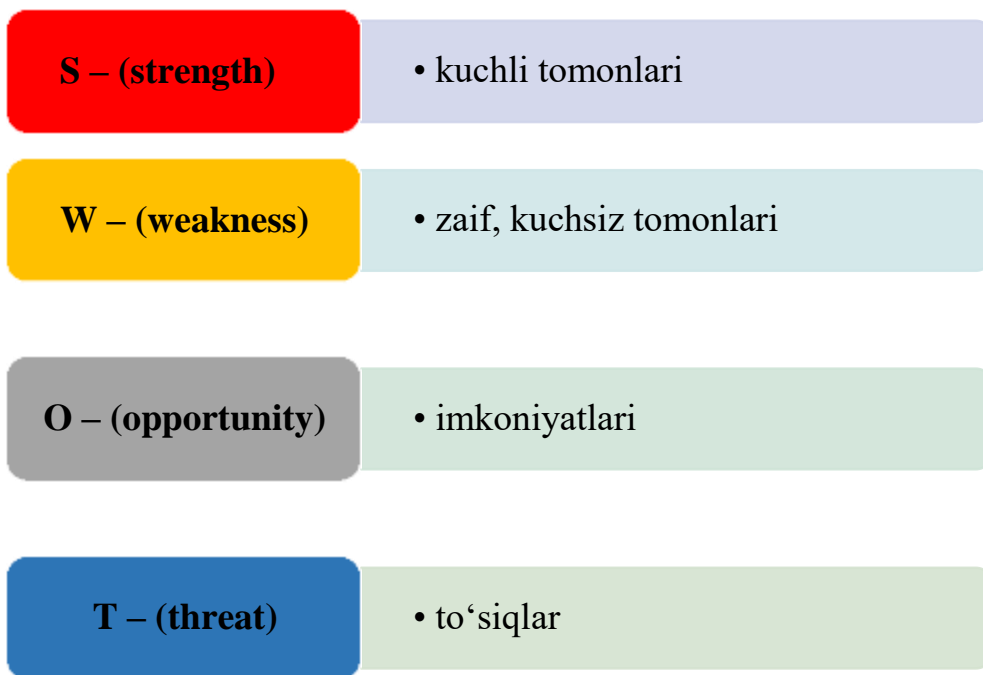 S – (strength)
• kuchli tomonlari
W – (weakness)
• zaif, kuchsiz tomonlari
O – (opportunity)
• imkoniyatlari
T – (threat)
• to‘siqlar